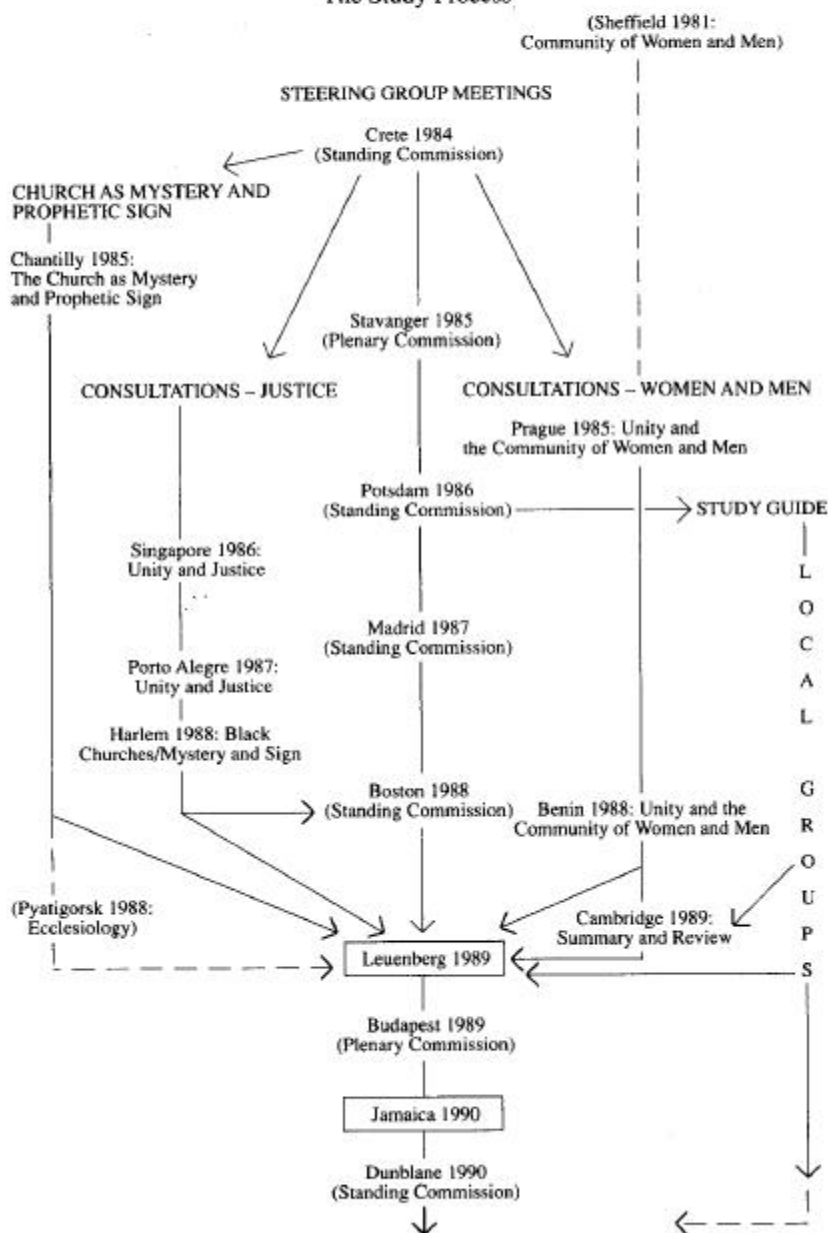 The Study Process
(Sheffield 1981:
Community of Women and Men)
STEERING GROUP MEETINGS
Crete 1984
(Standing Commission)
CHURCH AS MYSTERY AND
PROPHETIC SIGN
Chantilly 1985:
The Church as Mystery
and Prophetic Sign
Stavanger 1985
(Plenary Commission)
CONSULTATIONS – JUSTICE
CONSULTATIONS – WOMEN AND MEN
Prague 1985: Unity and
the Community of Women and Men
Potsdam 1986
(Standing Commission)
STUDY GUIDE
Singapore 1986:
Unity and Justice
L
O
C
A
L
G
R
O
U
P
S
Madrid 1987
(Standing Commission)
Porto Alegre 1987:
Unity and Justice
Harlem 1988: Black
Churches/Mystery and Sign
Boston 1988
(Standing Commission)
Benin 1988: Unity and the
Community of Women and Men
(Pyatigorsk 1988:
Ecclesiology)
Cambridge 1989:
Summary and Review
Leuenberg 1989
Budapest 1989
(Plenary Commission)
Jamaica 1990
Dunblane 1990
(Standing Commission)